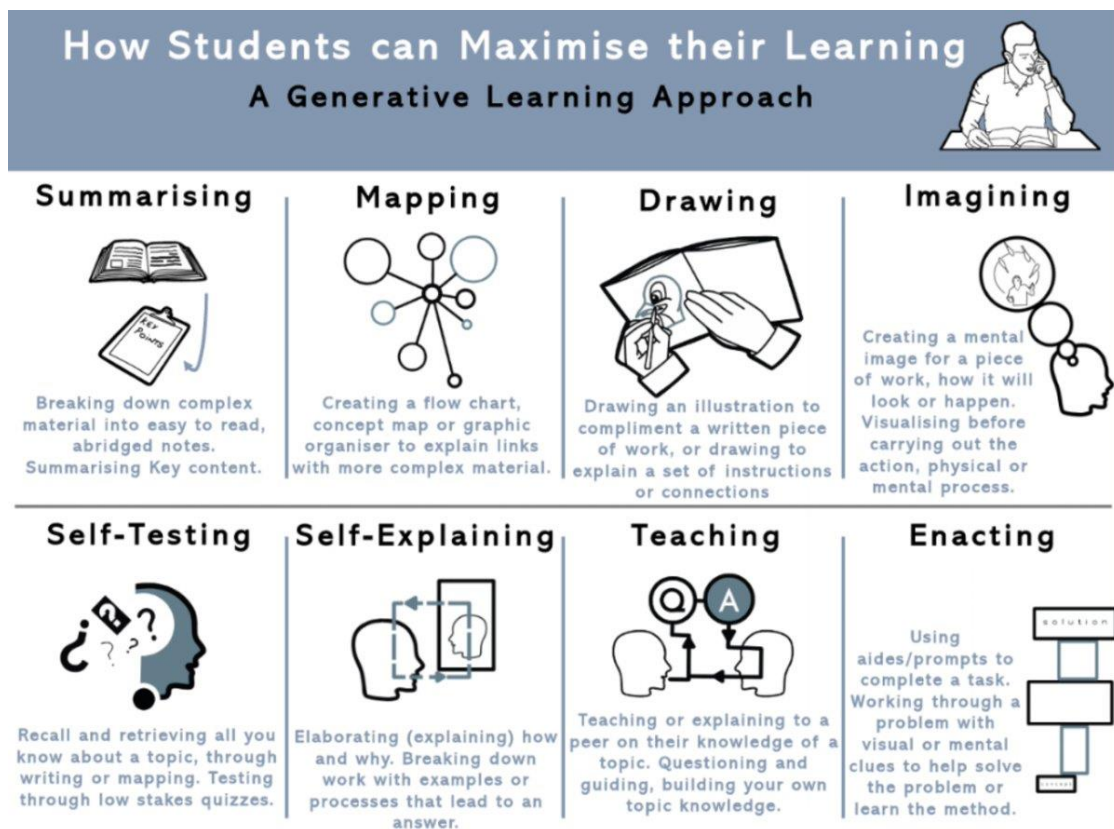 How Students can Maximise their Learning
A Generative Learning Approach
Summarising
KEY
POINTS
Breaking down complex
material into easy to read,
abridged notes.
Summarising Key content.
Mapping
Creating a flow chart,
concept map or graphic
organiser to explain links
with more complex material.
Drawing
Drawing an illustration to
compliment a written piece
of work, or drawing to
explain a set of instructions
or connections
Imagining
Creating a mental
image for a piece
of work, how it will
look or happen.
Visualising before
carrying out the
action, physical or
mental process.
Self-Testing
? ? ? ? ?
Recall and retrieving all you
know about a topic, through
writing or mapping. Testing
through low stakes quizzes.
Self-Explaining
Elaborating (explaining) how
and why. Breaking down
work with examples or
processes that lead to an
answer.
Teaching
Q A
Teaching or explaining to a
peer on their knowledge of a
topic. Questioning and
guiding, building your own
topic knowledge.
Enacting
Using
aides/prompts to
complete a task.
Working through a
problem with
visual or mental
clues to help solve
the problem or
learn the method.
solution